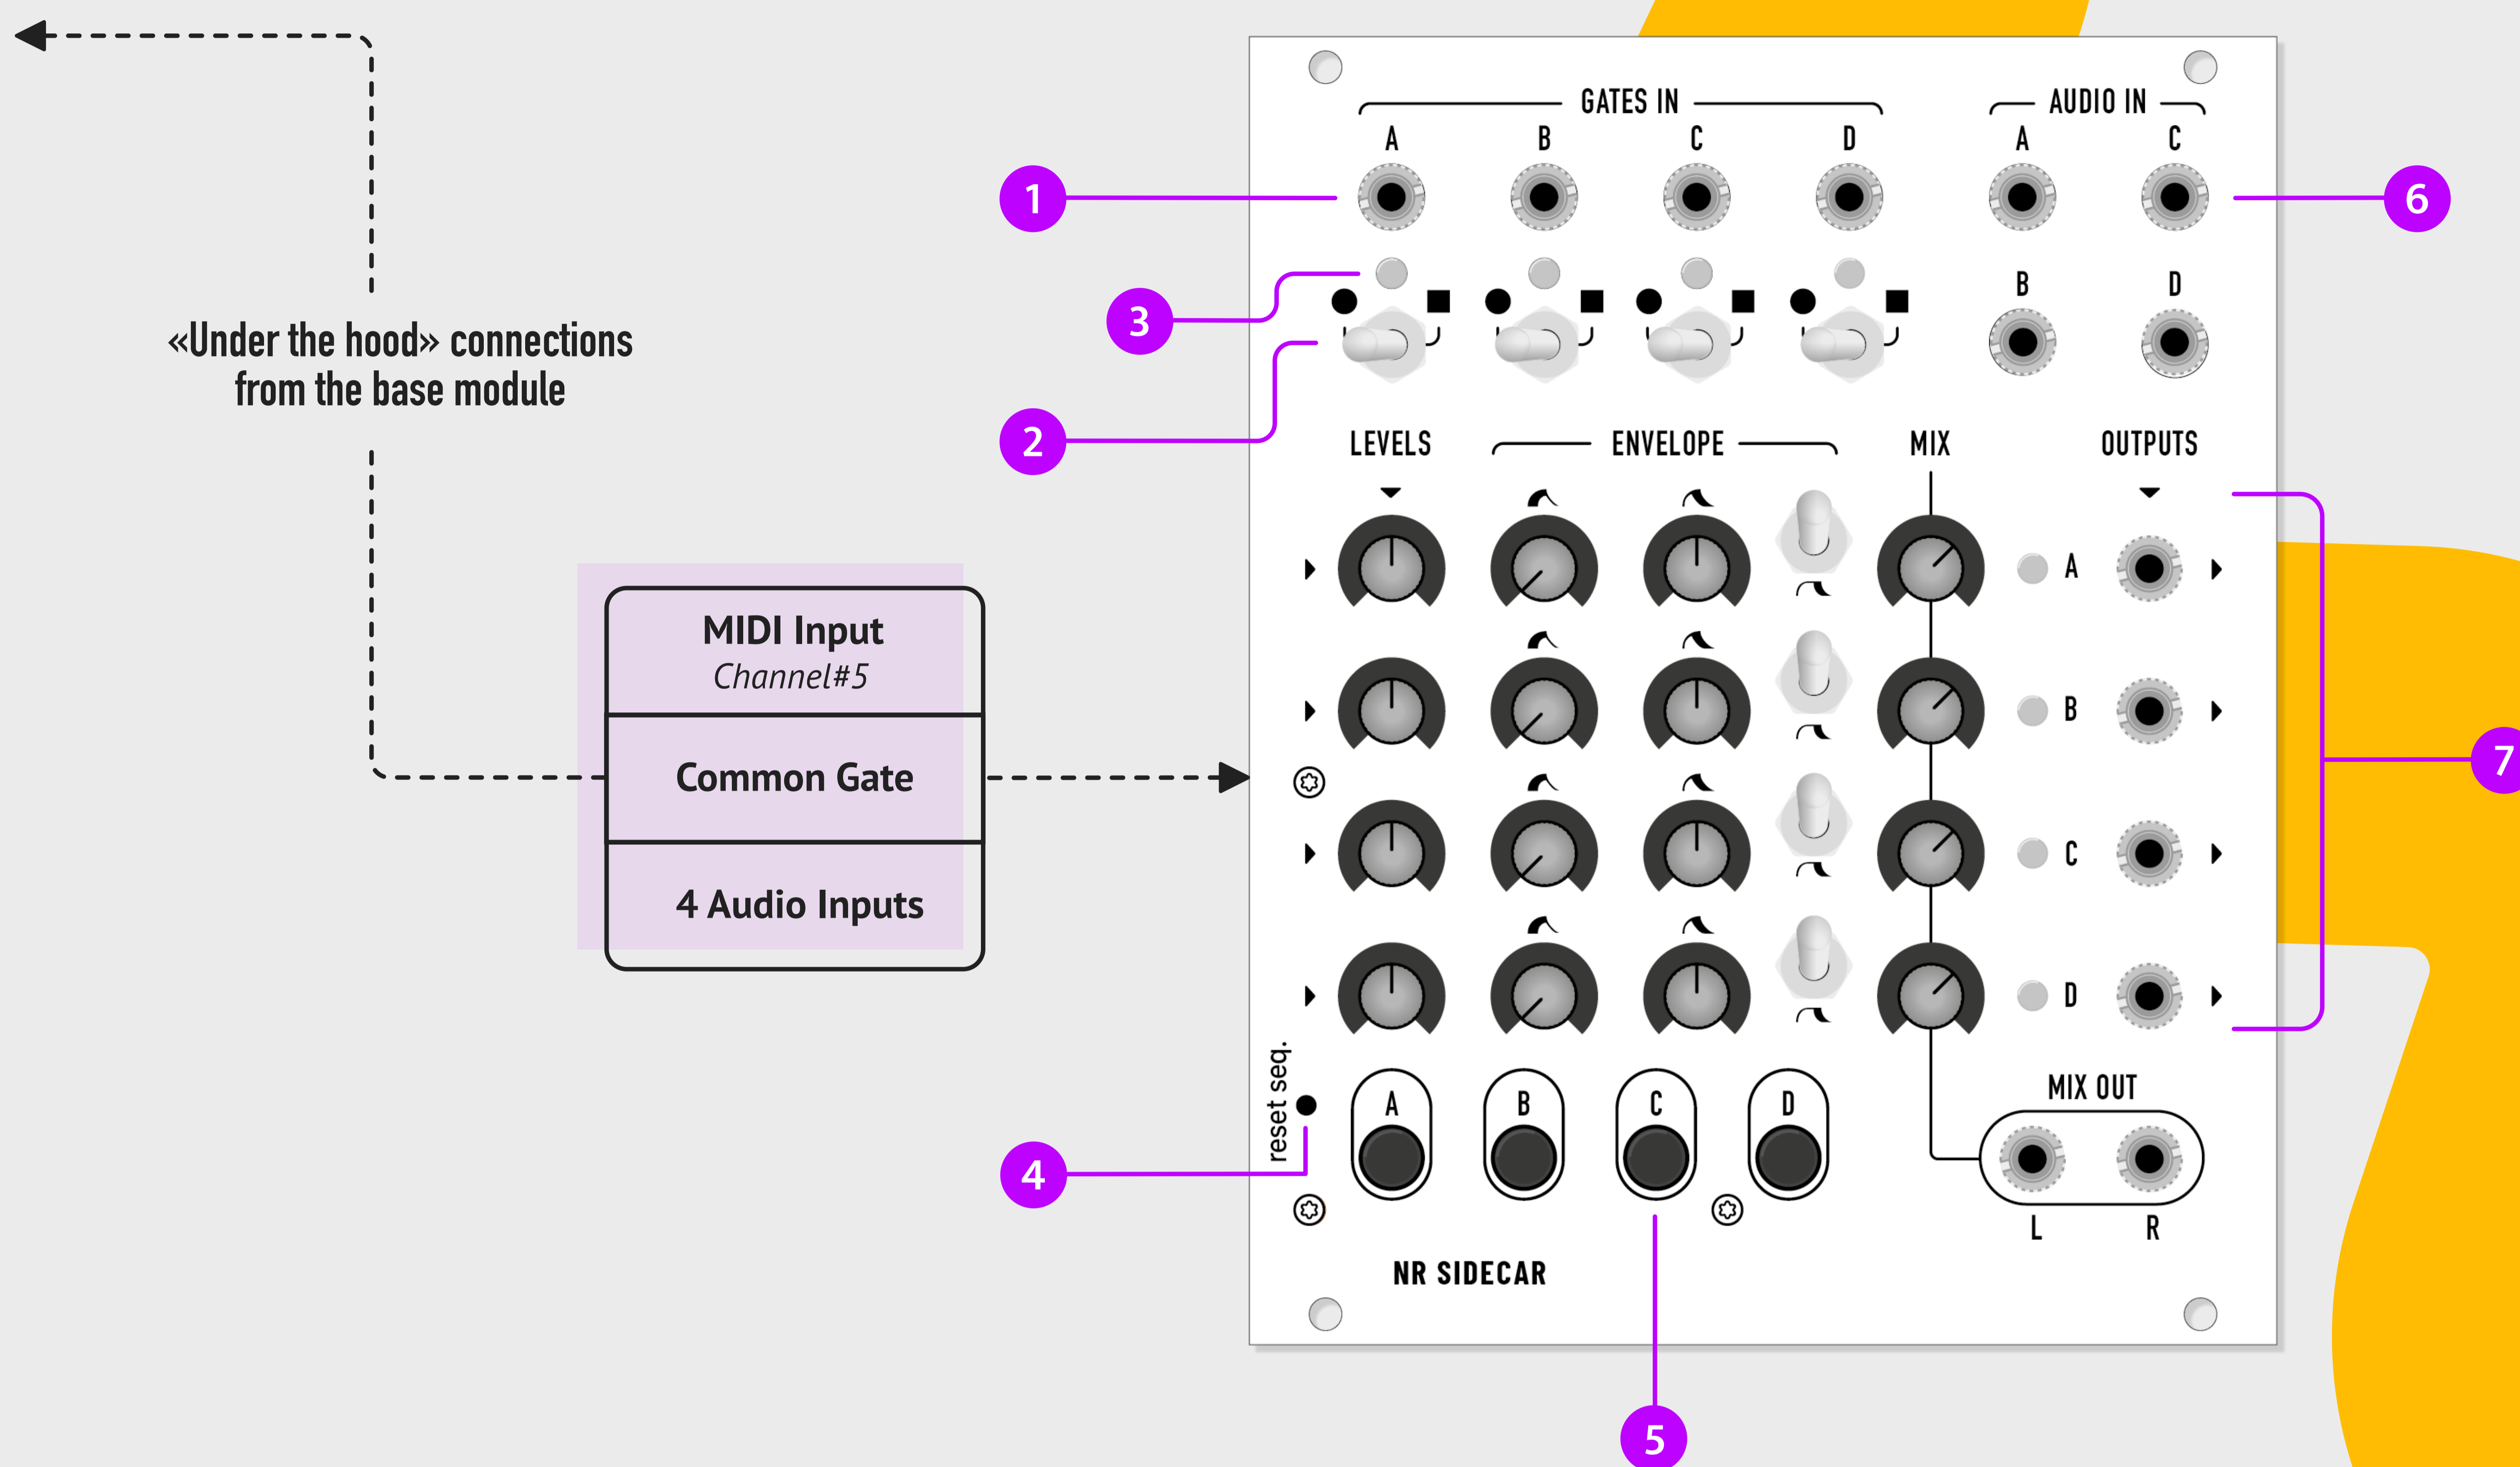 GATES IN
AUDIO IN
A
B
C
D
A
C
1
6
B
D
3
2
«Under the hood» connections
from the base module
LEVELS
ENVELOPE
MIX
OUTPUTS
A
MIDI Input
Channel#5
B
7
Common Gate
C
4 Audio Inputs
D
reset seq.
A
B
C
D
MIX OUT
4
L
R
NR SIDECAR
5